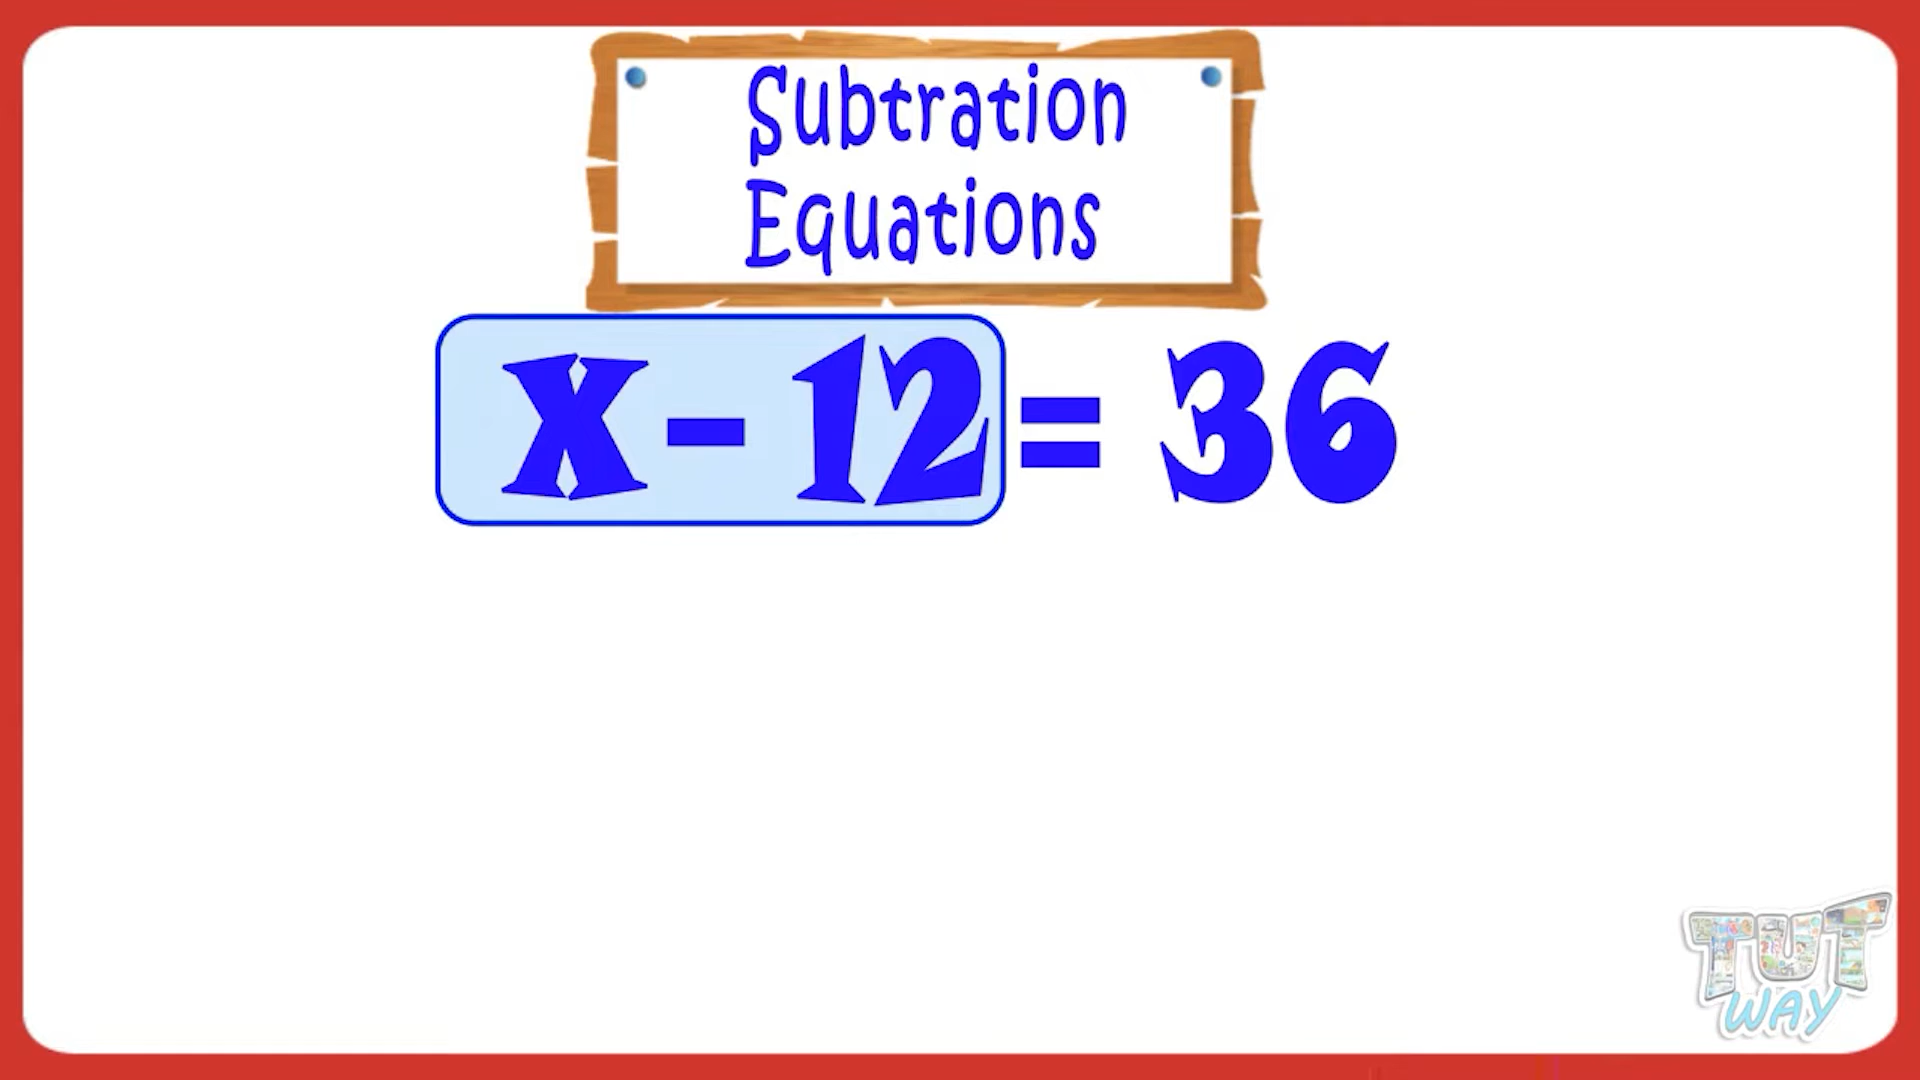 Subtration
Equations
x - 12 = 36
TUT
WAY